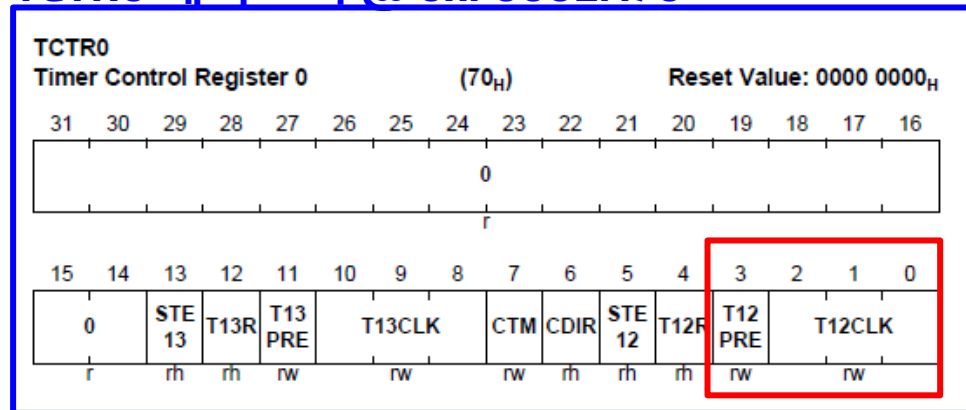 TCTR0
Timer Control Register 0 (70H) Reset Value: 0000 0000H
31 30 29 28 27 26 25 24 23 22 21 20 19 18 17 16
0
r
15 14 13 12 11 10 9 8 7 6 5 4 3 2 1 0
0 STE 13 T13R T13 PRE T13CLK CTM CDIR STE 12 T12R T12 PRE T12CLK
r rh rh rw rw rw rh rh rh rw rw